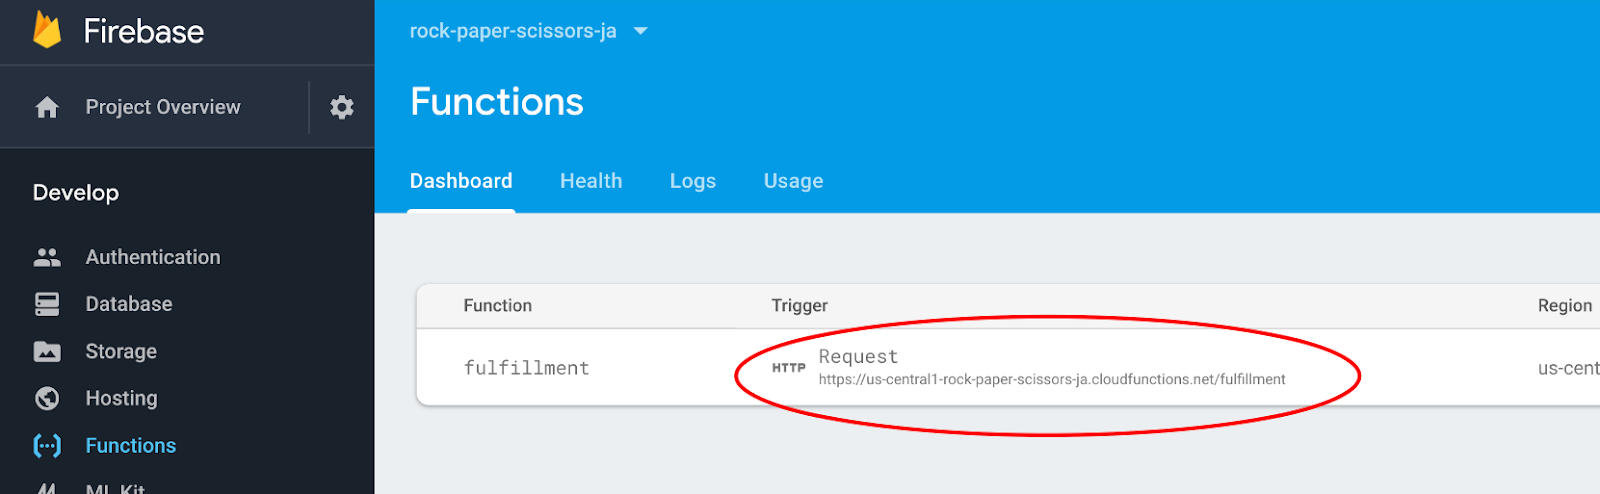 Firebase
Project Overview
Develop
Authentication
Database
Storage
Hosting
Functions
ML Kit
rock-paper-scissors-ja
Functions
Dashboard Health Logs Usage
Function Trigger Region
fulfillment HTTP Request us-cent
https://us-central1-rock-paper-scissors-ja.cloudfunctions.net/fulfillment